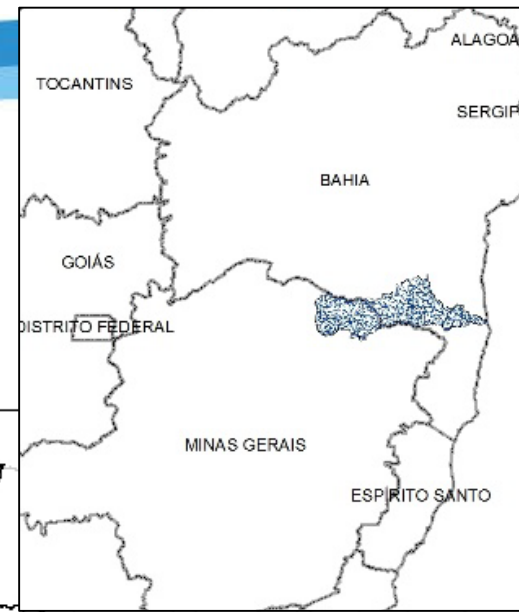 ALAGOA
TOCANTINS
SERGIP
BAHIA
GOIÁS
DISTRITO FEDERAL
MINAS GERAIS
ESPÍRITO SANTO